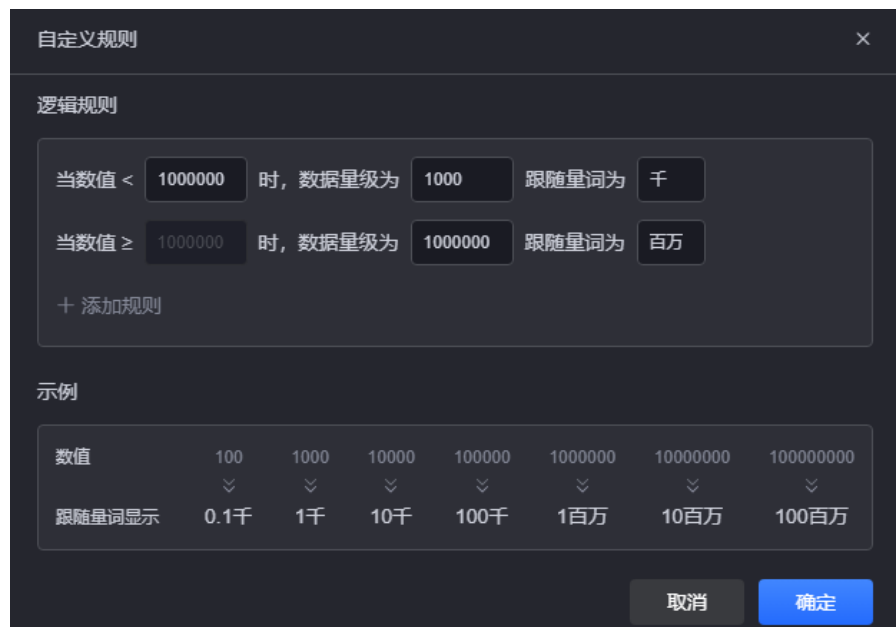 自定义规则 ×
逻辑规则
当数值 < 1000000 时，数据量级为 1000 跟随量词为 千
当数值 ≥ 1000000 时，数据量级为 1000000 跟随量词为 百万
+ 添加规则
示例
数值 100 1000 10000 100000 1000000 10000000 100000000
跟随量词显示 0.1千 1千 10千 100千 1百万 10百万 100百万
取消 确定